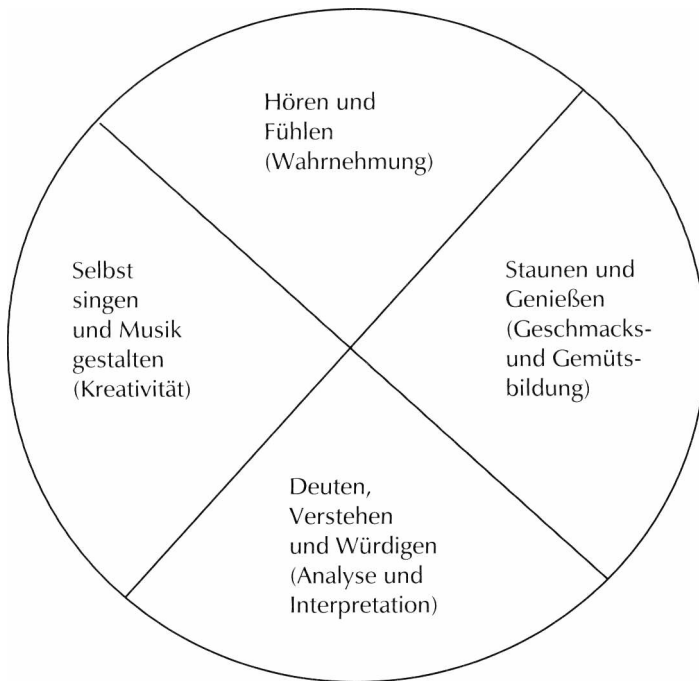 Hören und
Fühlen
(Wahrnehmung)
Selbst
singen
und Musik
gestalten
(Kreativität)
Staunen und
Genießen
(Geschmacks-
und Gemüts-
bildung)
Deuten,
Verstehen
und Würdigen
(Analyse und
Interpretation)